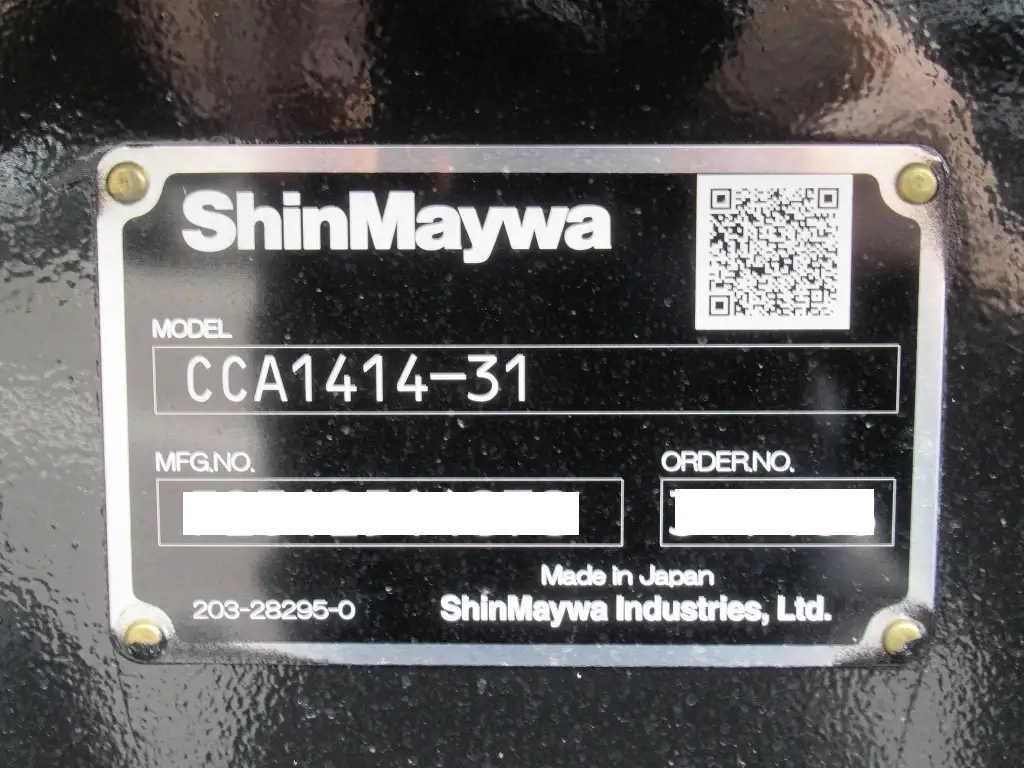 ShinMaywa
MODEL
CCA1414-31
MFG.NO. ORDER.NO.
Made in Japan
203-28295-0 ShinMaywa Industries, Ltd.